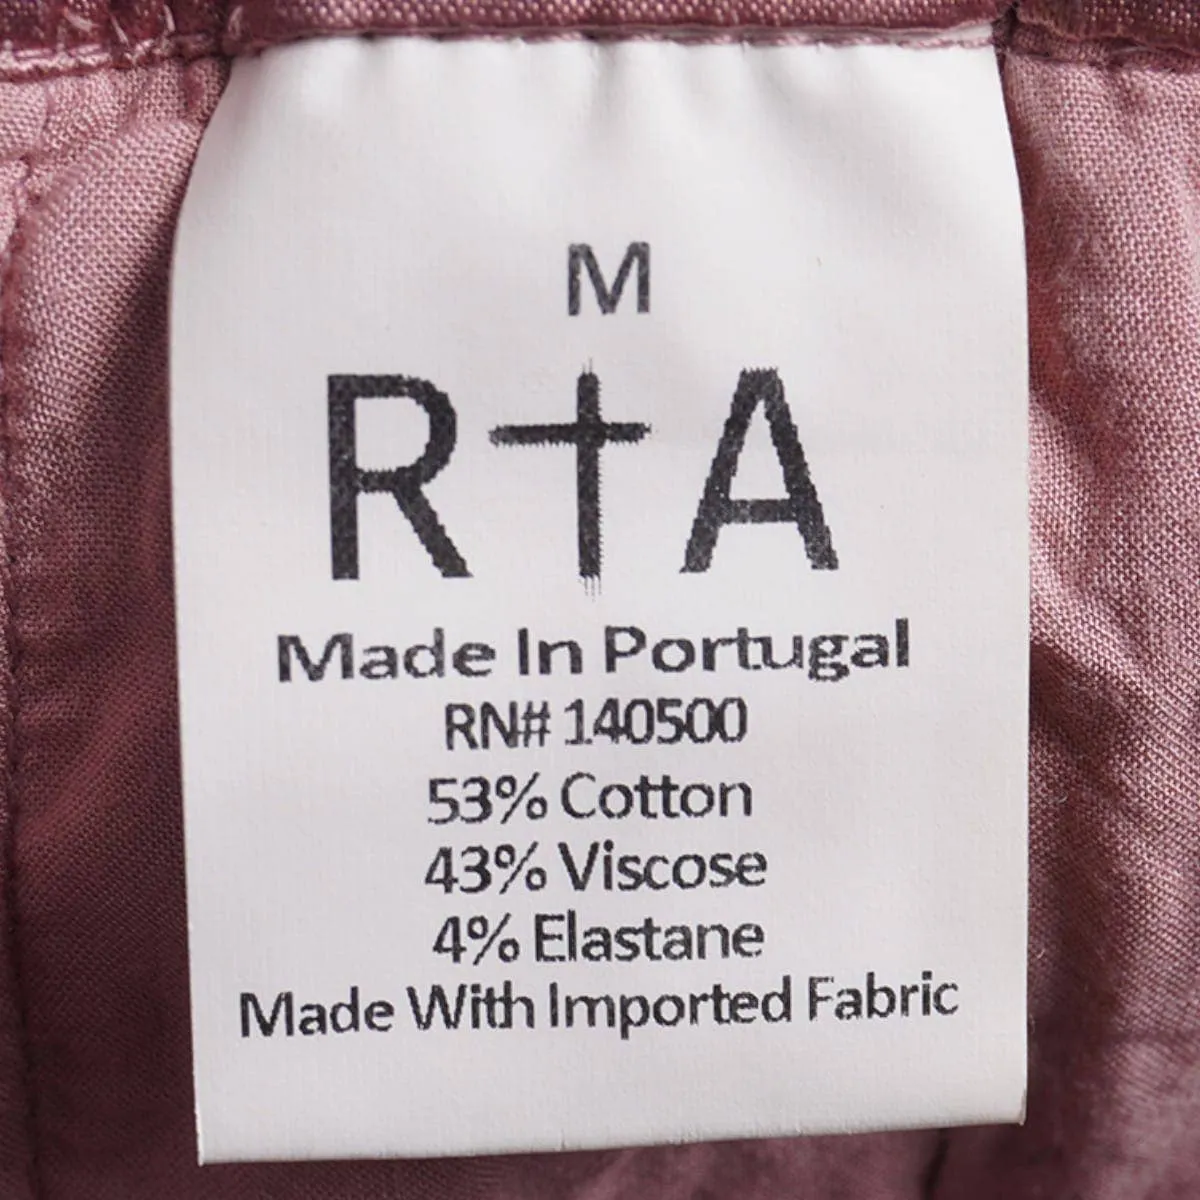 M
R†A
Made In Portugal
RN# 140500
53% Cotton
43% Viscose
4% Elastane
Made With Imported Fabric